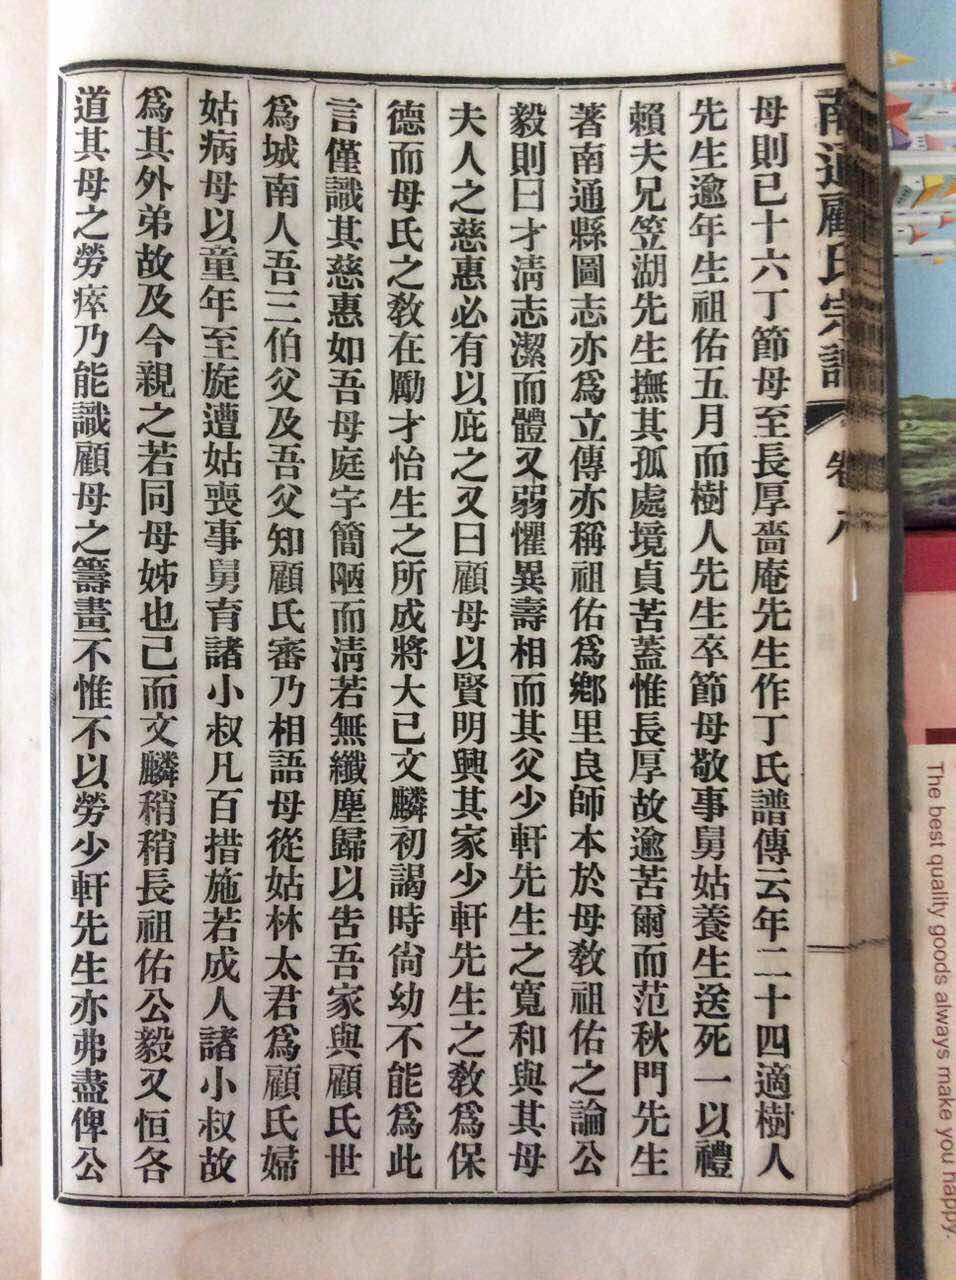 南通顧氏宗譜 卷八
母則已十六丁節母至長厚嗇庵先生作丁氏譜傳云年二十四適樹人
先生逾年生祖佑五月而樹人先生卒節母敬事舅姑養生送死一以禮
賴夫兄笠湖先生撫其孤處境貞苦蓋惟長厚故逾苦爾而范秋門先生
著南通縣圖志亦爲立傳亦稱祖佑爲鄕里良師本於母敎祖佑之論公
毅則曰才淸志潔而體又弱懼異壽相而其父少軒先生之寬和與其母
夫人之慈惠必有以庇之又曰顧母以賢明興其家少軒先生之敎爲保
德而母氏之敎在勵才怡生之所成將大已文麟初謁時尙幼不能爲此
言僅識其慈惠如吾母庭宇簡陋而淸若無纖塵歸以吿吾家與顧氏世
爲城南人吾三伯父及吾父知顧氏審乃相語母從姑林太君爲顧氏婦
姑病母以童年至旋遭姑喪事舅育諸小叔凡百措施若成人諸小叔故
爲其外弟故及今親之若同母姊也已而文麟稍稍長祖佑公毅又恒各
道其母之勞瘁乃能識顧母之籌畫不惟不以勞少軒先生亦弗盡俾公
The best quality goods always make you happy.